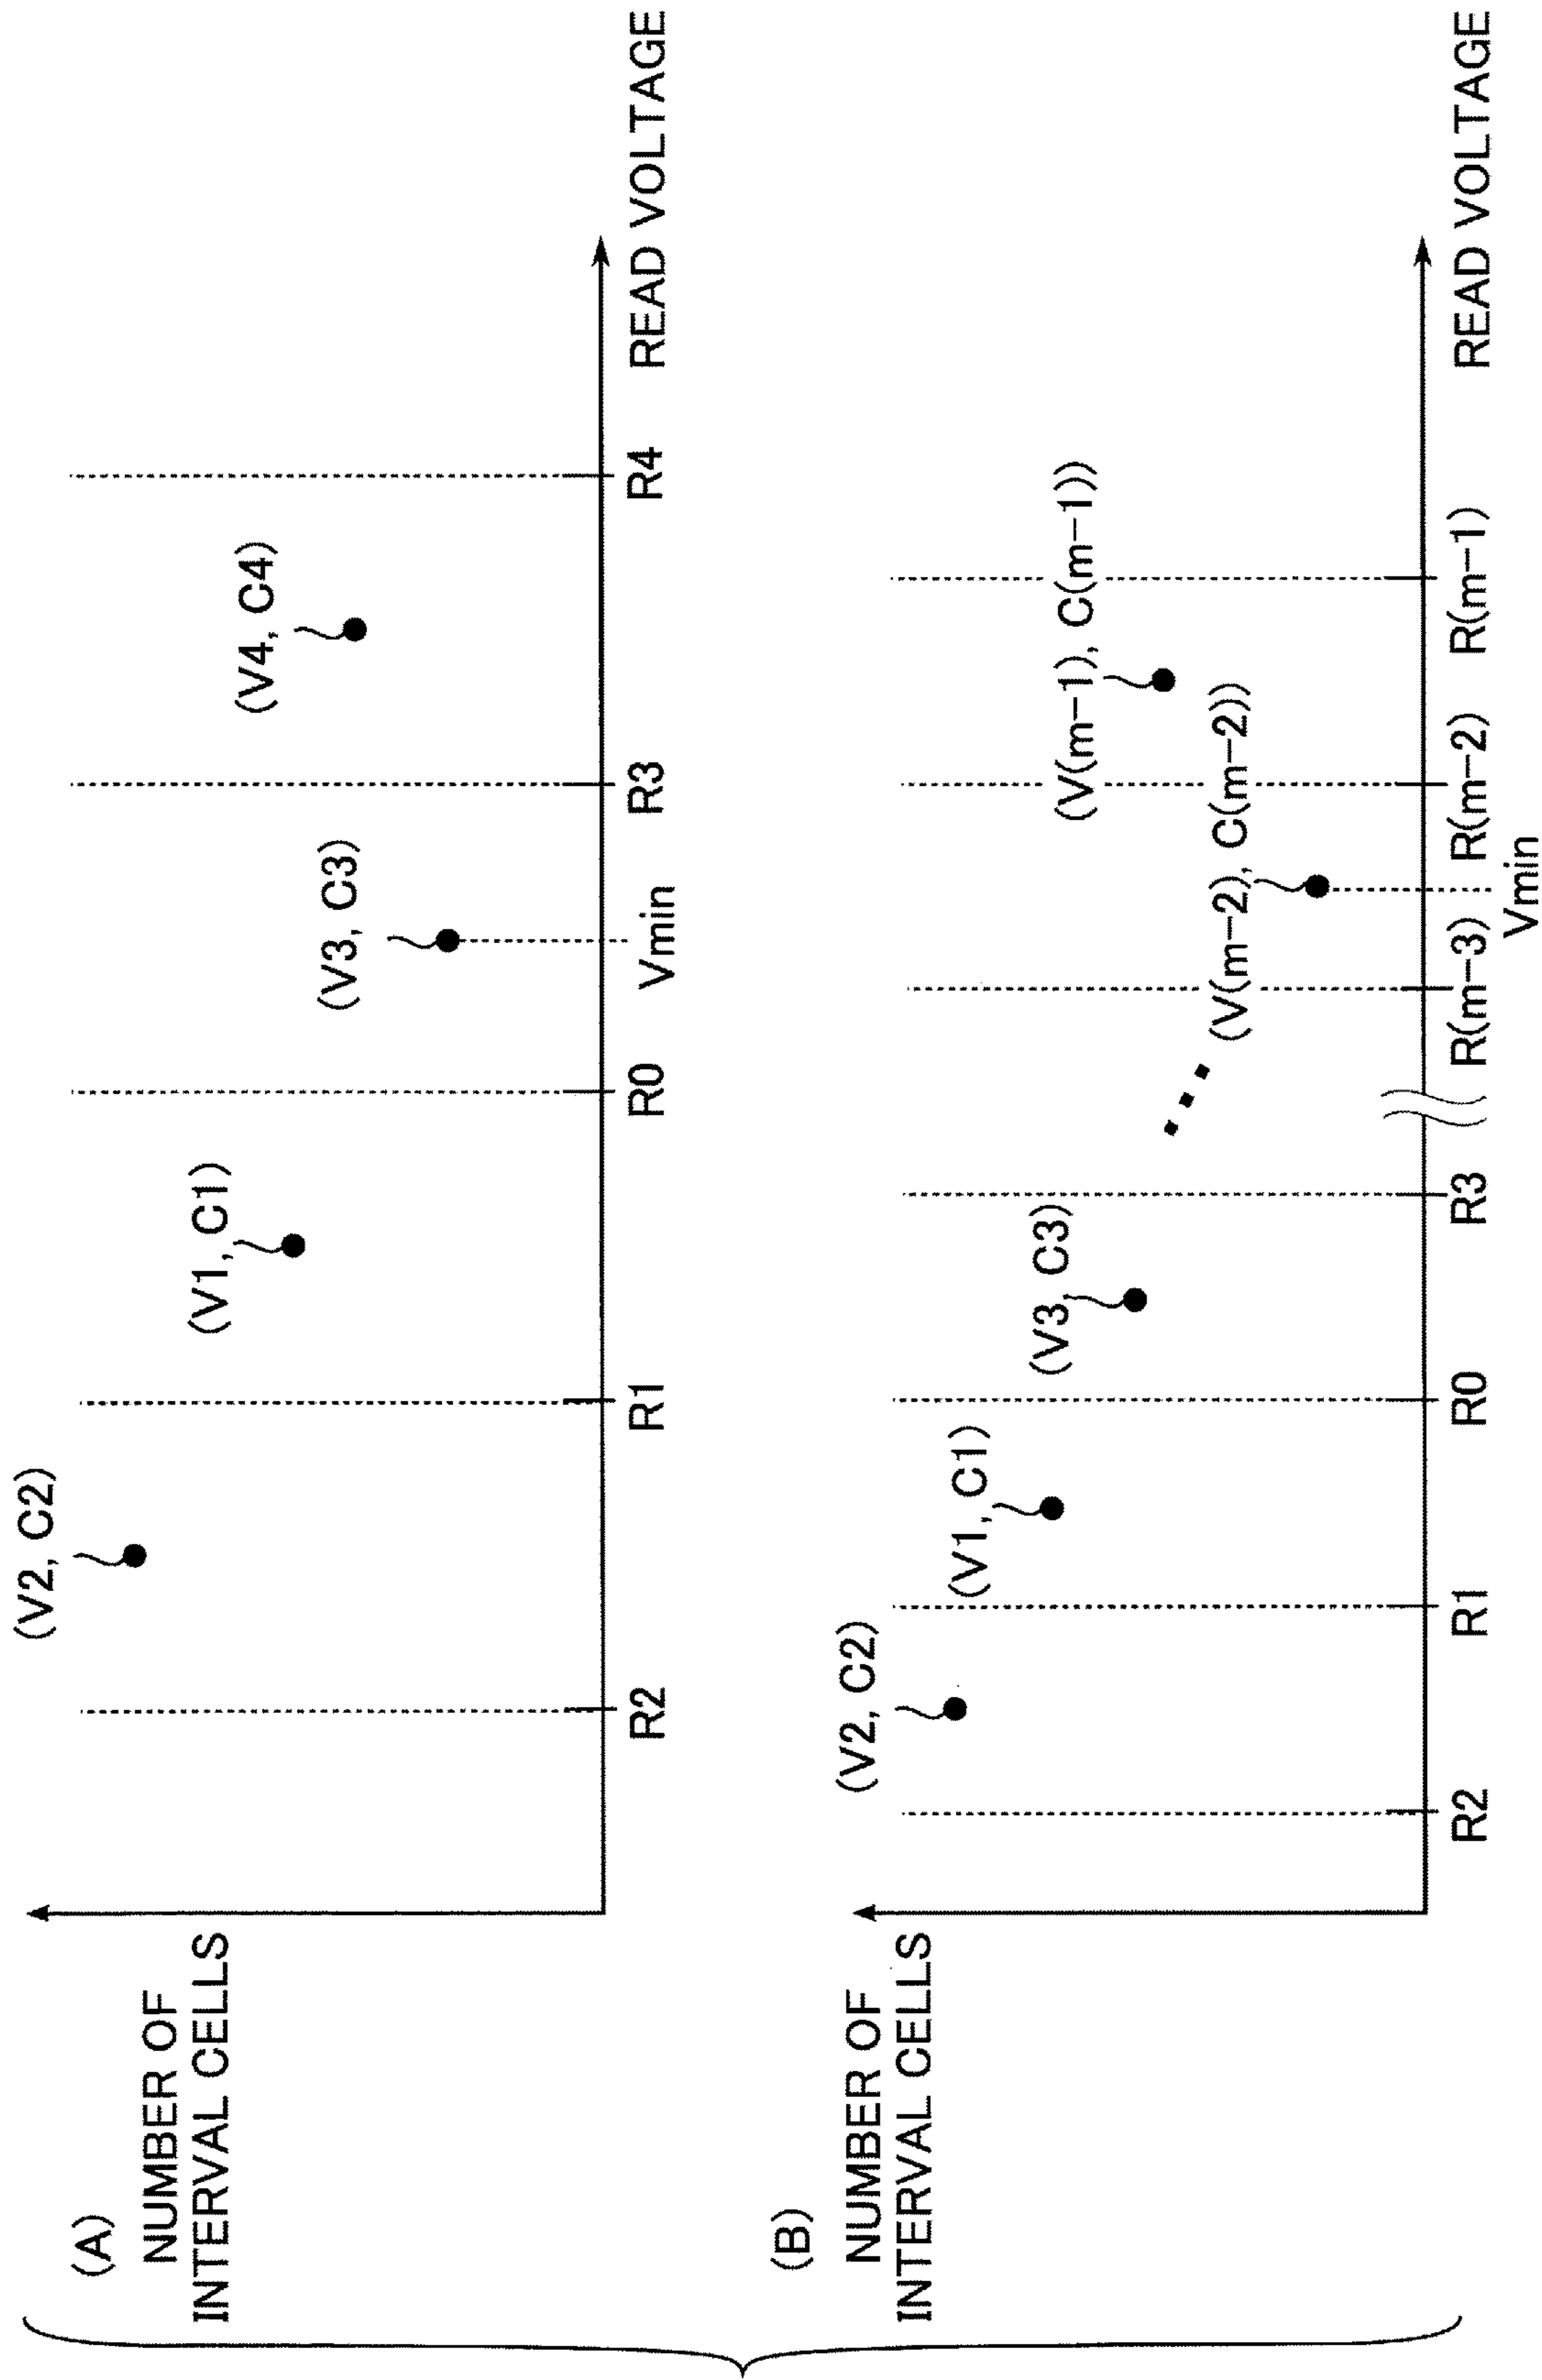 (A)
NUMBER OF
INTERVAL CELLS
(V2, C2)
(V1, C1)
(V3, C3)
(V4, C4)
R2
R1
R0
Vmin
R3
R4
READ VOLTAGE
(B)
NUMBER OF
INTERVAL CELLS
(V2, C2)
(V1, C1)
(V3, C3)
(V(m-2), C(m-2))
(V(m-1), C(m-1))
R2
R1
R0
R3
R(m-3)
R(m-2)
R(m-1)
READ VOLTAGE
Vmin